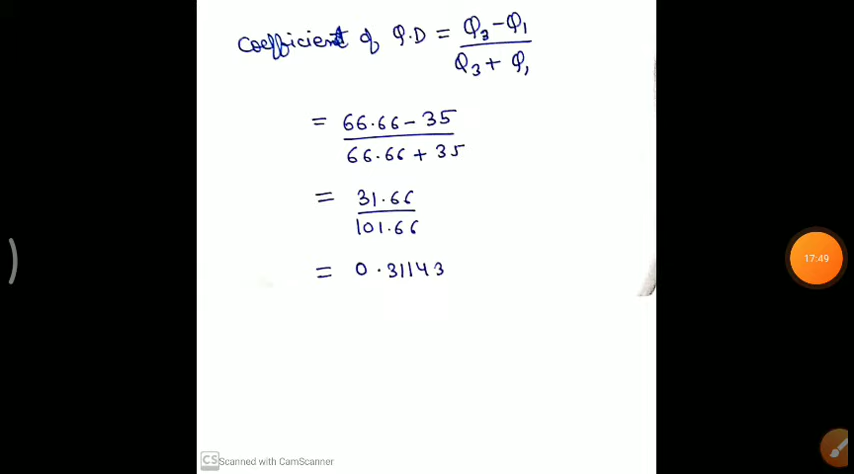 Coefficient of Q.D = Q3 - Q1 / Q3 + Q1
= 66.66 - 35 / 66.66 + 35
= 31.66 / 101.66
= 0.31143
17:49
CS Scanned with CamScanner